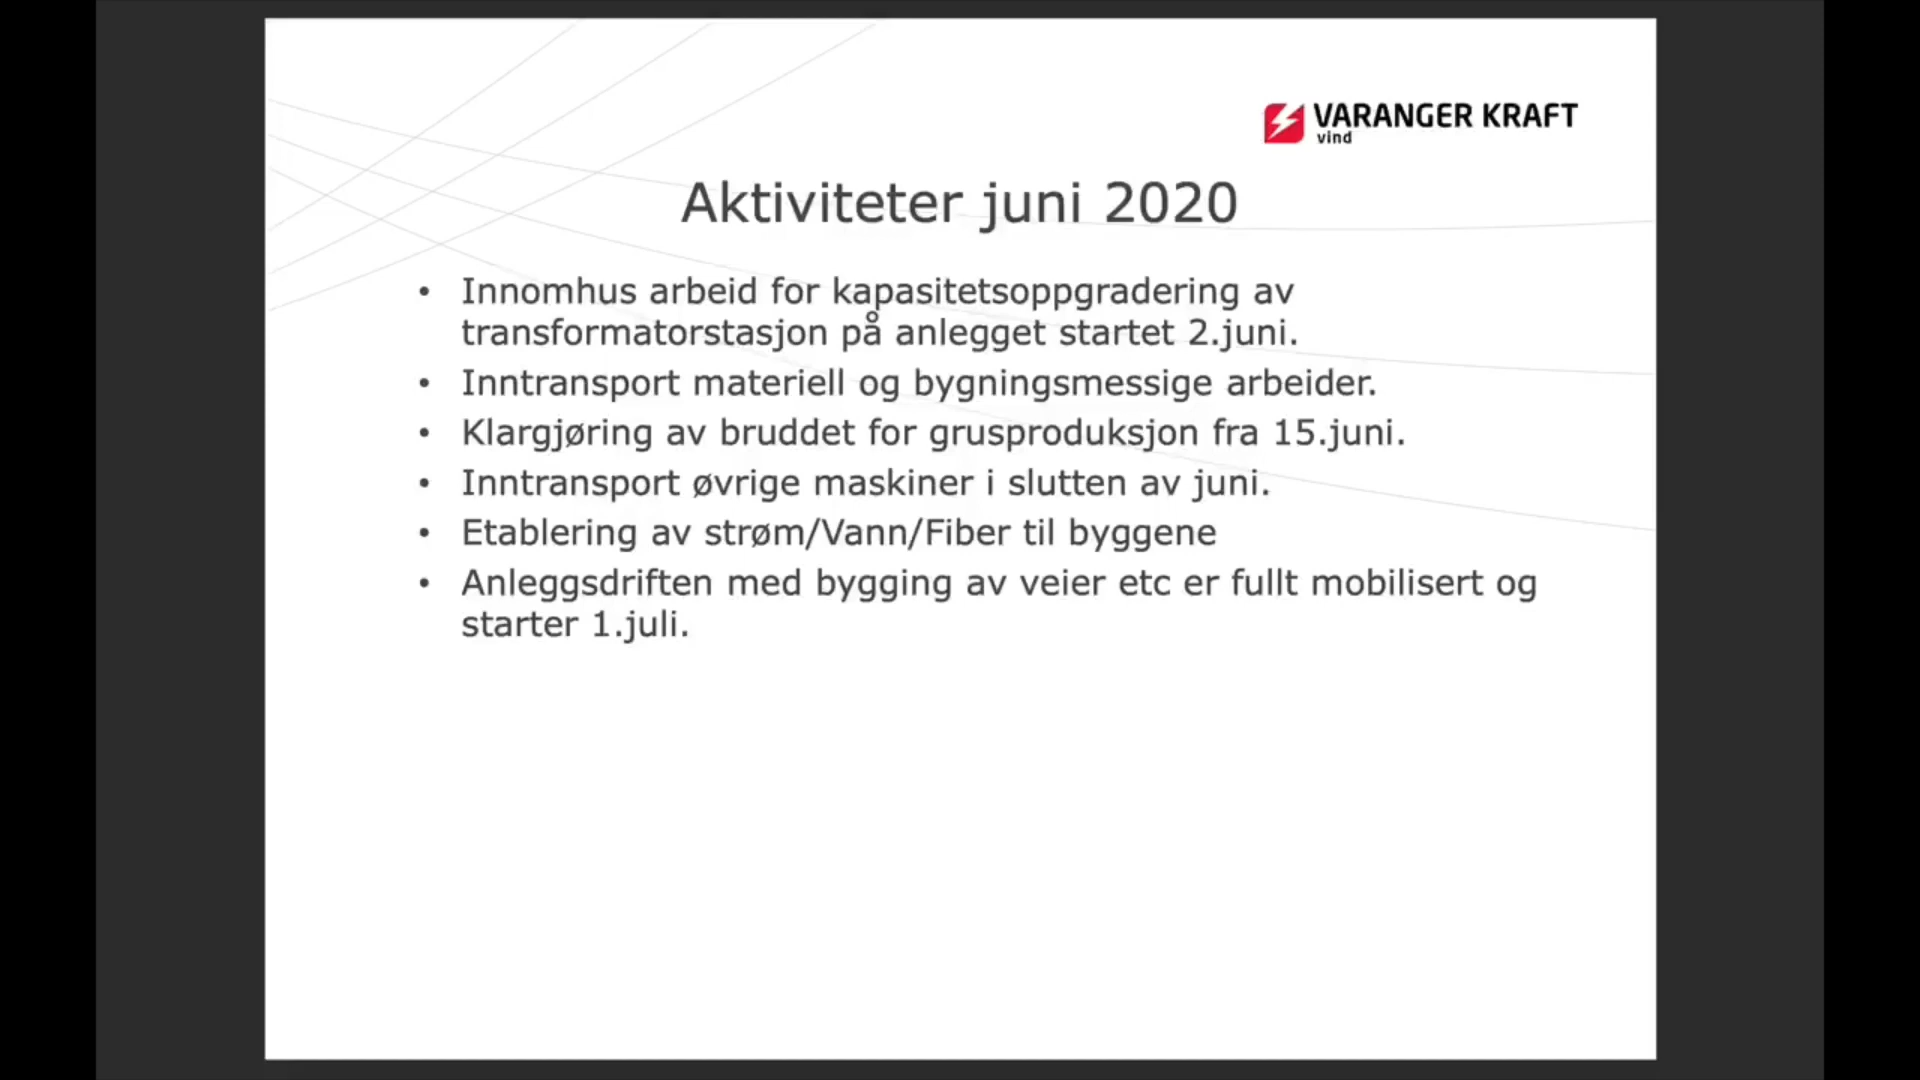 VARANGER KRAFT
vind
Aktiviteter juni 2020
• Innomhus arbeid for kapasitetsoppgradering av
transformatorstasjon på anlegget startet 2.juni.
• Inntransport materiell og bygningsmessige arbeider.
• Klargjøring av bruddet for grusproduksjon fra 15.juni.
• Inntransport øvrige maskiner i slutten av juni.
• Etablering av strøm/Vann/Fiber til byggene
• Anleggsdriften med bygging av veier etc er fullt mobilisert og
starter 1.juli.